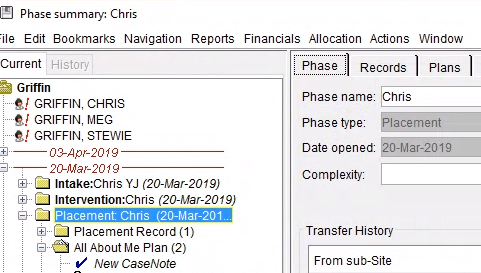 Phase summary: Chris
File Edit Bookmarks Navigation Reports Financials Allocation Actions Window
Current History
Griffin
GRIFFIN, CHRIS
GRIFFIN, MEG
GRIFFIN, STEWIE
03-Apr-2019
20-Mar-2019
Intake:Chris YJ (20-Mar-2019)
Intervention:Chris (20-Mar-2019)
Placement: Chris (20-Mar-201...
Placement Record (1)
All About Me Plan (2)
New CaseNote
Phase Records Plans
Phase name: Chris
Phase type: Placement
Date opened: 20-Mar-2019
Complexity:
Transfer History
From sub-Site